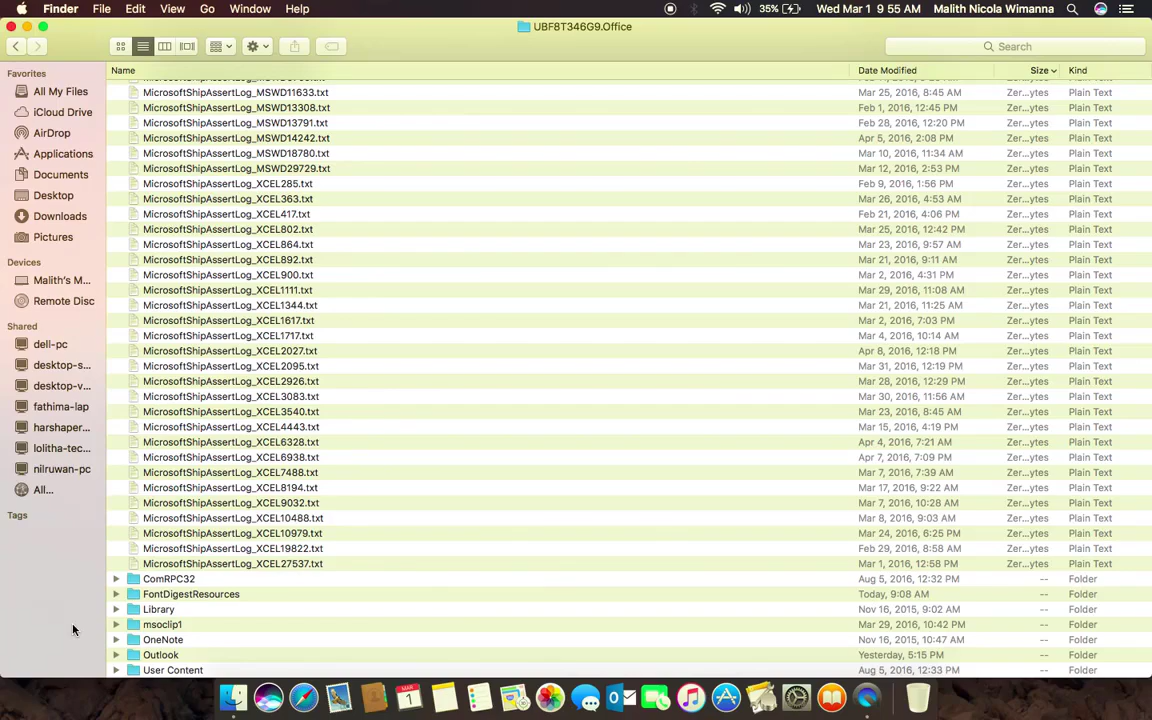 Finder File Edit View Go Window Help 35% Wed Mar 1 9:55 AM Malith Nicola Wimanna
UBF8T346G9.Office
Search
Favorites
All My Files
iCloud Drive
AirDrop
Applications
Documents
Desktop
Downloads
Pictures
Devices
Malith's M...
Remote Disc
Shared
dell-pc
desktop-s...
desktop-v...
fathima-lap
harshaper...
lolitha-tec...
nilruwan-pc
All...
Tags
Name Date Modified Size Kind
MicrosoftShipAssertLog_MSWD11633.txt Mar 25, 2016, 8:45 AM Zer...ytes Plain Text
MicrosoftShipAssertLog_MSWD13308.txt Feb 1, 2016, 12:45 PM Zer...ytes Plain Text
MicrosoftShipAssertLog_MSWD13791.txt Feb 28, 2016, 12:20 PM Zer...ytes Plain Text
MicrosoftShipAssertLog_MSWD14242.txt Apr 5, 2016, 2:08 PM Zer...ytes Plain Text
MicrosoftShipAssertLog_MSWD18780.txt Mar 10, 2016, 11:34 AM Zer...ytes Plain Text
MicrosoftShipAssertLog_MSWD29729.txt Mar 12, 2016, 2:53 PM Zer...ytes Plain Text
MicrosoftShipAssertLog_XCEL285.txt Feb 9, 2016, 1:56 PM Zer...ytes Plain Text
MicrosoftShipAssertLog_XCEL363.txt Mar 26, 2016, 4:53 AM Zer...ytes Plain Text
MicrosoftShipAssertLog_XCEL417.txt Feb 21, 2016, 4:06 PM Zer...ytes Plain Text
MicrosoftShipAssertLog_XCEL802.txt Mar 25, 2016, 12:42 PM Zer...ytes Plain Text
MicrosoftShipAssertLog_XCEL864.txt Mar 23, 2016, 9:57 AM Zer...ytes Plain Text
MicrosoftShipAssertLog_XCEL892.txt Mar 21, 2016, 9:11 AM Zer...ytes Plain Text
MicrosoftShipAssertLog_XCEL900.txt Mar 2, 2016, 4:31 PM Zer...ytes Plain Text
MicrosoftShipAssertLog_XCEL1111.txt Mar 29, 2016, 11:08 AM Zer...ytes Plain Text
MicrosoftShipAssertLog_XCEL1344.txt Mar 21, 2016, 11:25 AM Zer...ytes Plain Text
MicrosoftShipAssertLog_XCEL1617.txt Mar 2, 2016, 7:03 PM Zer...ytes Plain Text
MicrosoftShipAssertLog_XCEL1717.txt Mar 4, 2016, 10:14 AM Zer...ytes Plain Text
MicrosoftShipAssertLog_XCEL2027.txt Apr 8, 2016, 12:18 PM Zer...ytes Plain Text
MicrosoftShipAssertLog_XCEL2095.txt Mar 31, 2016, 12:19 PM Zer...ytes Plain Text
MicrosoftShipAssertLog_XCEL2926.txt Mar 28, 2016, 12:29 PM Zer...ytes Plain Text
MicrosoftShipAssertLog_XCEL3083.txt Mar 30, 2016, 11:56 AM Zer...ytes Plain Text
MicrosoftShipAssertLog_XCEL3540.txt Mar 23, 2016, 8:45 AM Zer...ytes Plain Text
MicrosoftShipAssertLog_XCEL4443.txt Mar 15, 2016, 4:19 PM Zer...ytes Plain Text
MicrosoftShipAssertLog_XCEL6328.txt Apr 4, 2016, 7:21 AM Zer...ytes Plain Text
MicrosoftShipAssertLog_XCEL6938.txt Apr 7, 2016, 7:09 PM Zer...ytes Plain Text
MicrosoftShipAssertLog_XCEL7488.txt Mar 7, 2016, 7:39 AM Zer...ytes Plain Text
MicrosoftShipAssertLog_XCEL8194.txt Mar 17, 2016, 9:22 AM Zer...ytes Plain Text
MicrosoftShipAssertLog_XCEL9032.txt Mar 7, 2016, 10:28 AM Zer...ytes Plain Text
MicrosoftShipAssertLog_XCEL10488.txt Mar 8, 2016, 9:03 AM Zer...ytes Plain Text
MicrosoftShipAssertLog_XCEL10979.txt Mar 24, 2016, 6:25 PM Zer...ytes Plain Text
MicrosoftShipAssertLog_XCEL19822.txt Feb 29, 2016, 8:58 AM Zer...ytes Plain Text
MicrosoftShipAssertLog_XCEL27537.txt Mar 1, 2016, 12:58 PM Zer...ytes Plain Text
ComRPC32 Aug 5, 2016, 12:32 PM -- Folder
FontDigestResources Today, 9:08 AM -- Folder
Library Nov 16, 2015, 9:02 AM -- Folder
msoclip1 Mar 29, 2016, 10:42 PM -- Folder
OneNote Nov 16, 2015, 10:47 AM -- Folder
Outlook Yesterday, 5:15 PM -- Folder
User Content Aug 5, 2016, 12:33 PM -- Folder